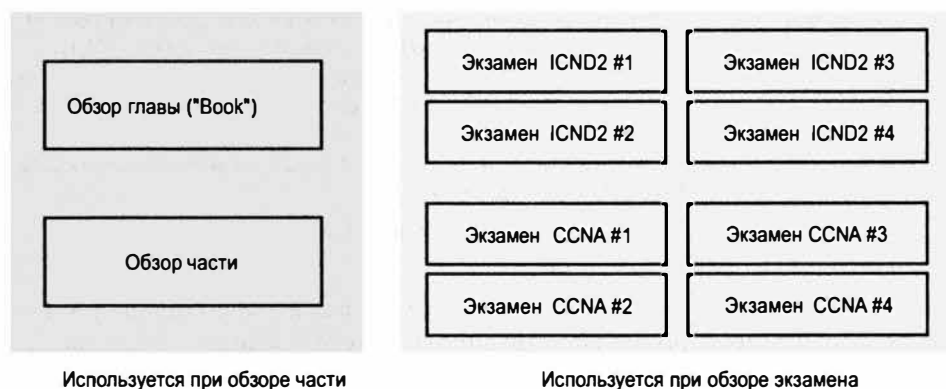 Обзор главы ("Book")
Обзор части
Используется при обзоре части
Экзамен ICND2 #1
Экзамен ICND2 #3
Экзамен ICND2 #2
Экзамен ICND2 #4
Экзамен CCNA #1
Экзамен CCNA #3
Экзамен CCNA #2
Экзамен CCNA #4
Используется при обзоре экзамена